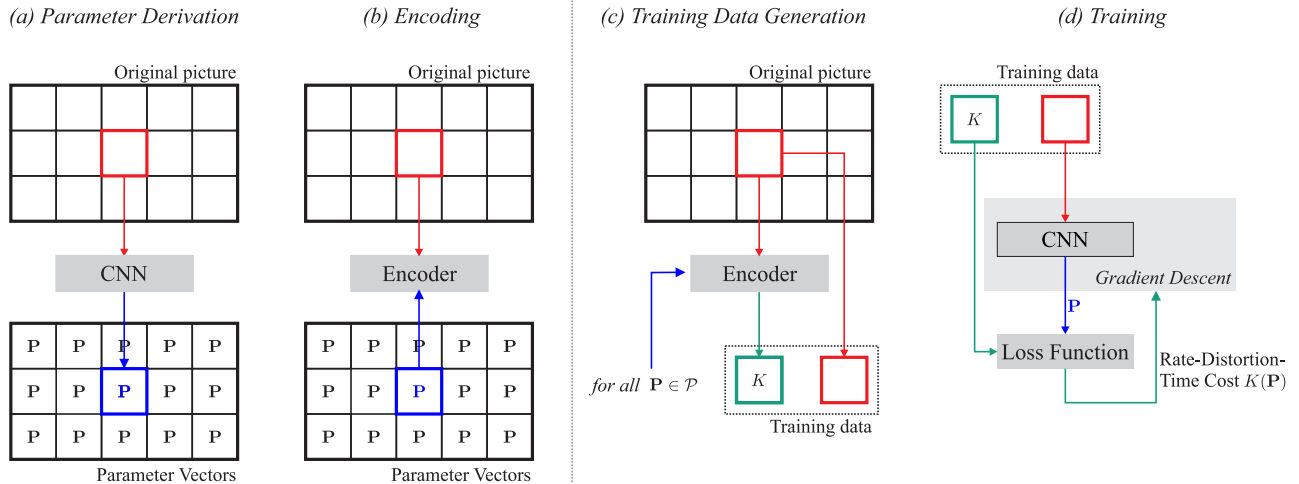 (a) Parameter Derivation
(b) Encoding
(c) Training Data Generation
(d) Training
Original picture
CNN
P P P P P
P P P P P
P P P P P
Parameter Vectors
Original picture
Encoder
P P P P P
P P P P P
P P P P P
Parameter Vectors
Original picture
Encoder
for all P ∈ 𝒫
K
Training data
Training data
K
CNN
Gradient Descent
P
Loss Function
Rate-Distortion-
Time Cost K(P)